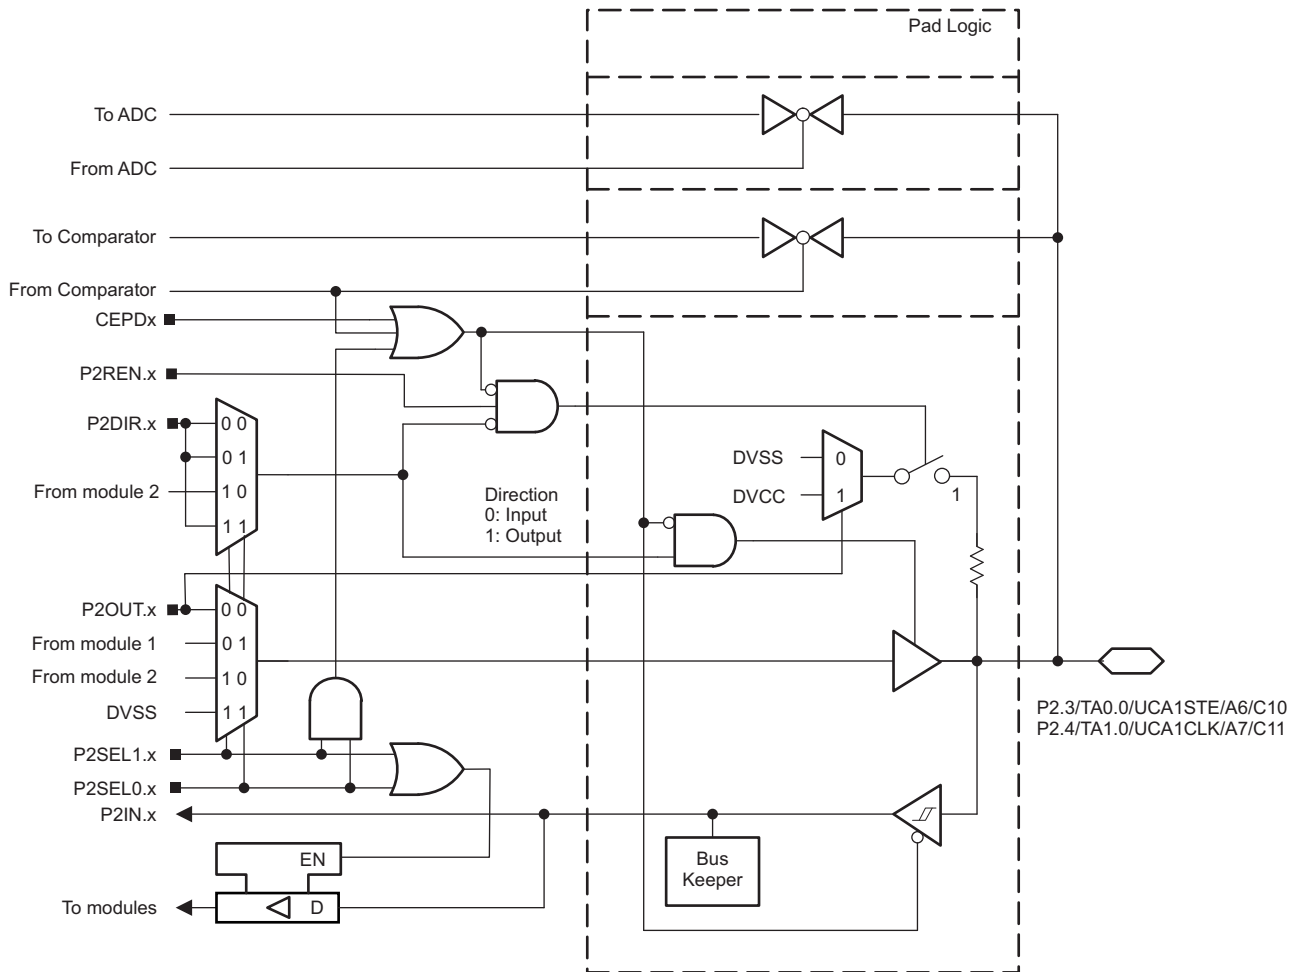 Pad Logic
To ADC
From ADC
To Comparator
From Comparator
CEPDx
P2REN.x
P2DIR.x
0 0
0 1
From module 2
1 0
1 1
Direction
0: Input
1: Output
DVSS
0
DVCC
1
1
P2OUT.x
0 0
From module 1
0 1
From module 2
1 0
DVSS
1 1
P2.3/TA0.0/UCA1STE/A6/C10
P2.4/TA1.0/UCA1CLK/A7/C11
P2SEL1.x
P2SEL0.x
P2IN.x
EN
Bus
Keeper
To modules
D